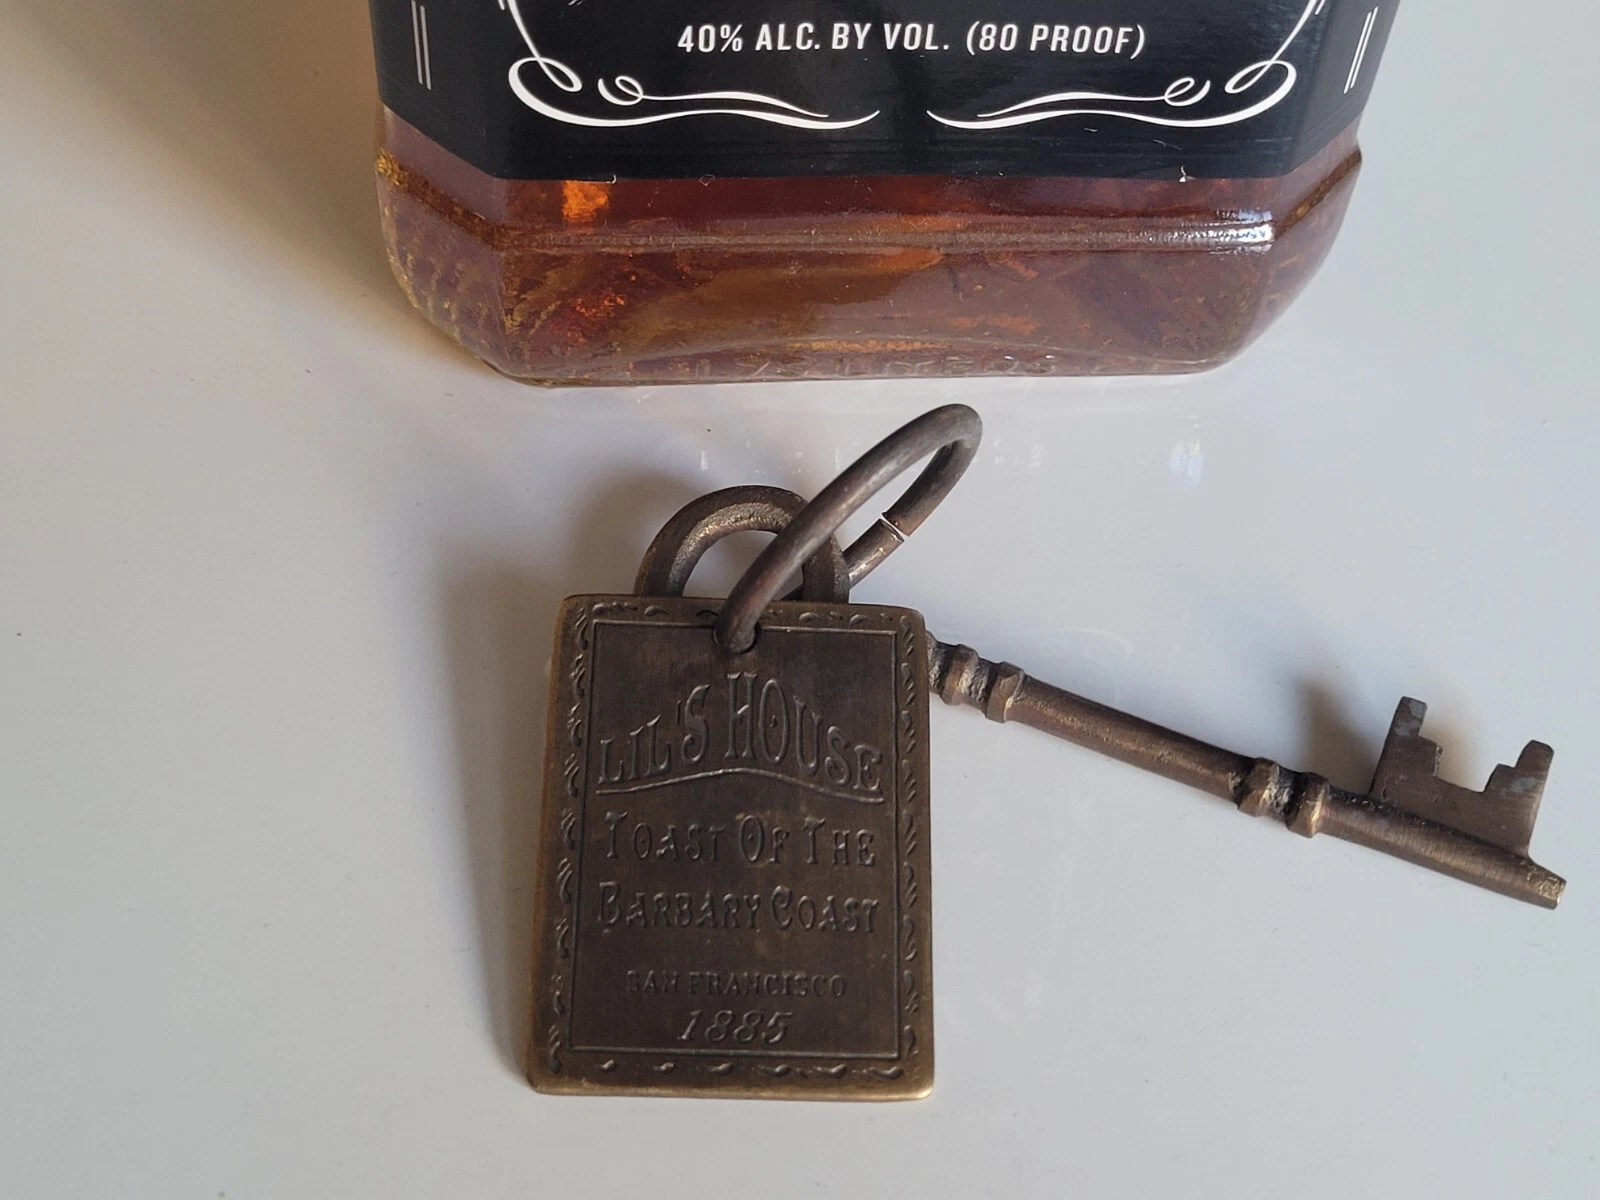 40% ALC. BY VOL. (80 PROOF)
LIL'S HOUSE
TOAST OF THE
BARBARY COAST
SAN FRANCISCO
1885